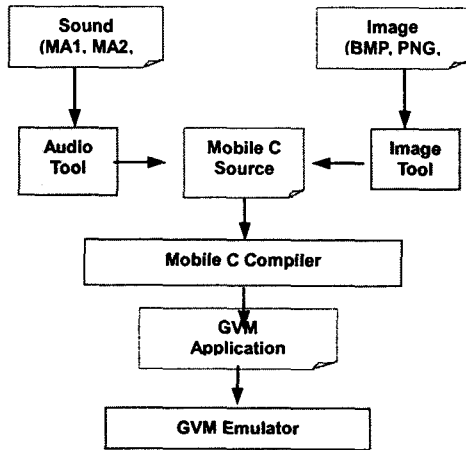 Sound
(MA1, MA2,
Image
(BMP, PNG,
Audio
Tool
Mobile C
Source
Image
Tool
Mobile C Compiler
GVM
Application
GVM Emulator